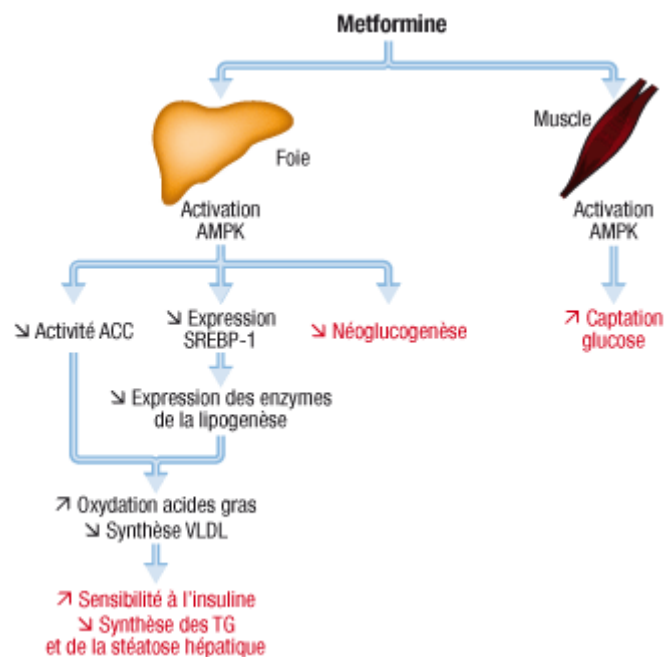 Metformine
Foie
Muscle
Activation
AMPK
Activation
AMPK
↘ Activité ACC
↘ Expression
SREBP-1
↘ Néoglucogenèse
↗ Captation
glucose
↘ Expression des enzymes
de la lipogenèse
↗ Oxydation acides gras
↘ Synthèse VLDL
↗ Sensibilité à l'insuline
↘ Synthèse des TG
et de la stéatose hépatique